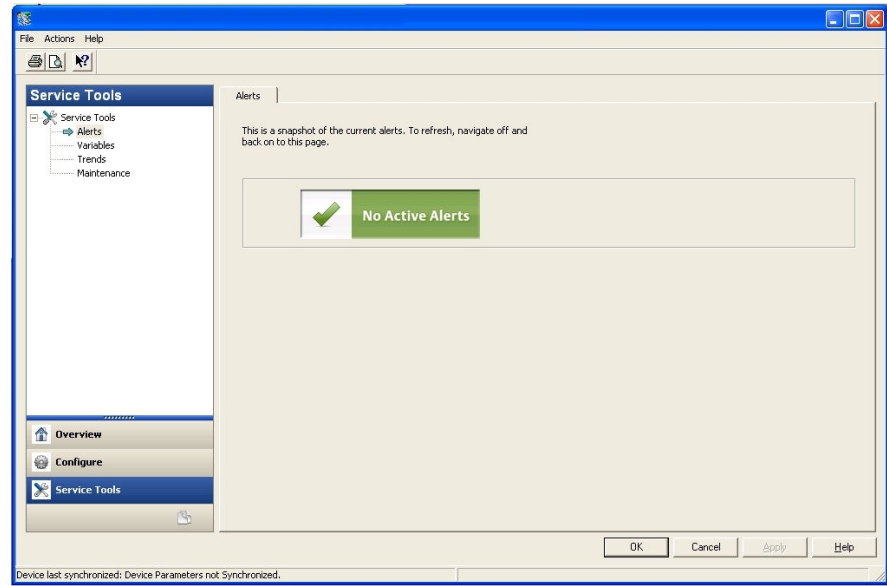 File Actions Help
Service Tools
Service Tools
Alerts
Variables
Trends
Maintenance
Overview
Configure
Service Tools
Alerts
This is a snapshot of the current alerts. To refresh, navigate off and
back on to this page.
No Active Alerts
OK Cancel Apply Help
Device last synchronized: Device Parameters not Synchronized.